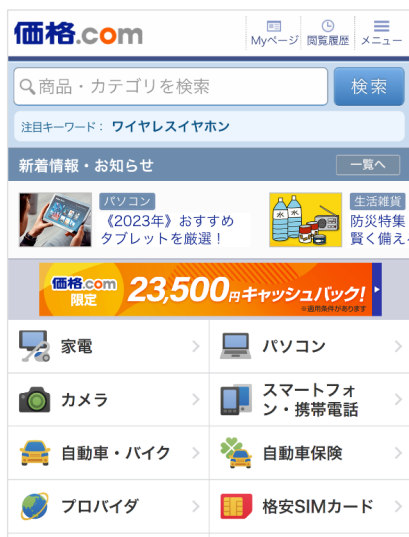 価格.com
Myページ 閲覧履歴 メニュー
商品・カテゴリを検索 検索
注目キーワード： ワイヤレスイヤホン
新着情報・お知らせ 一覧へ
パソコン
《2023年》おすすめ
タブレットを厳選！
水 水
生活雑貨
防災特集
賢く備え
価格.com
限定
23,500円キャッシュバック!
※適用条件があります
家電
パソコン
カメラ
スマートフォ
ン・携帯電話
自動車・バイク
自動車保険
プロバイダ
格安SIMカード